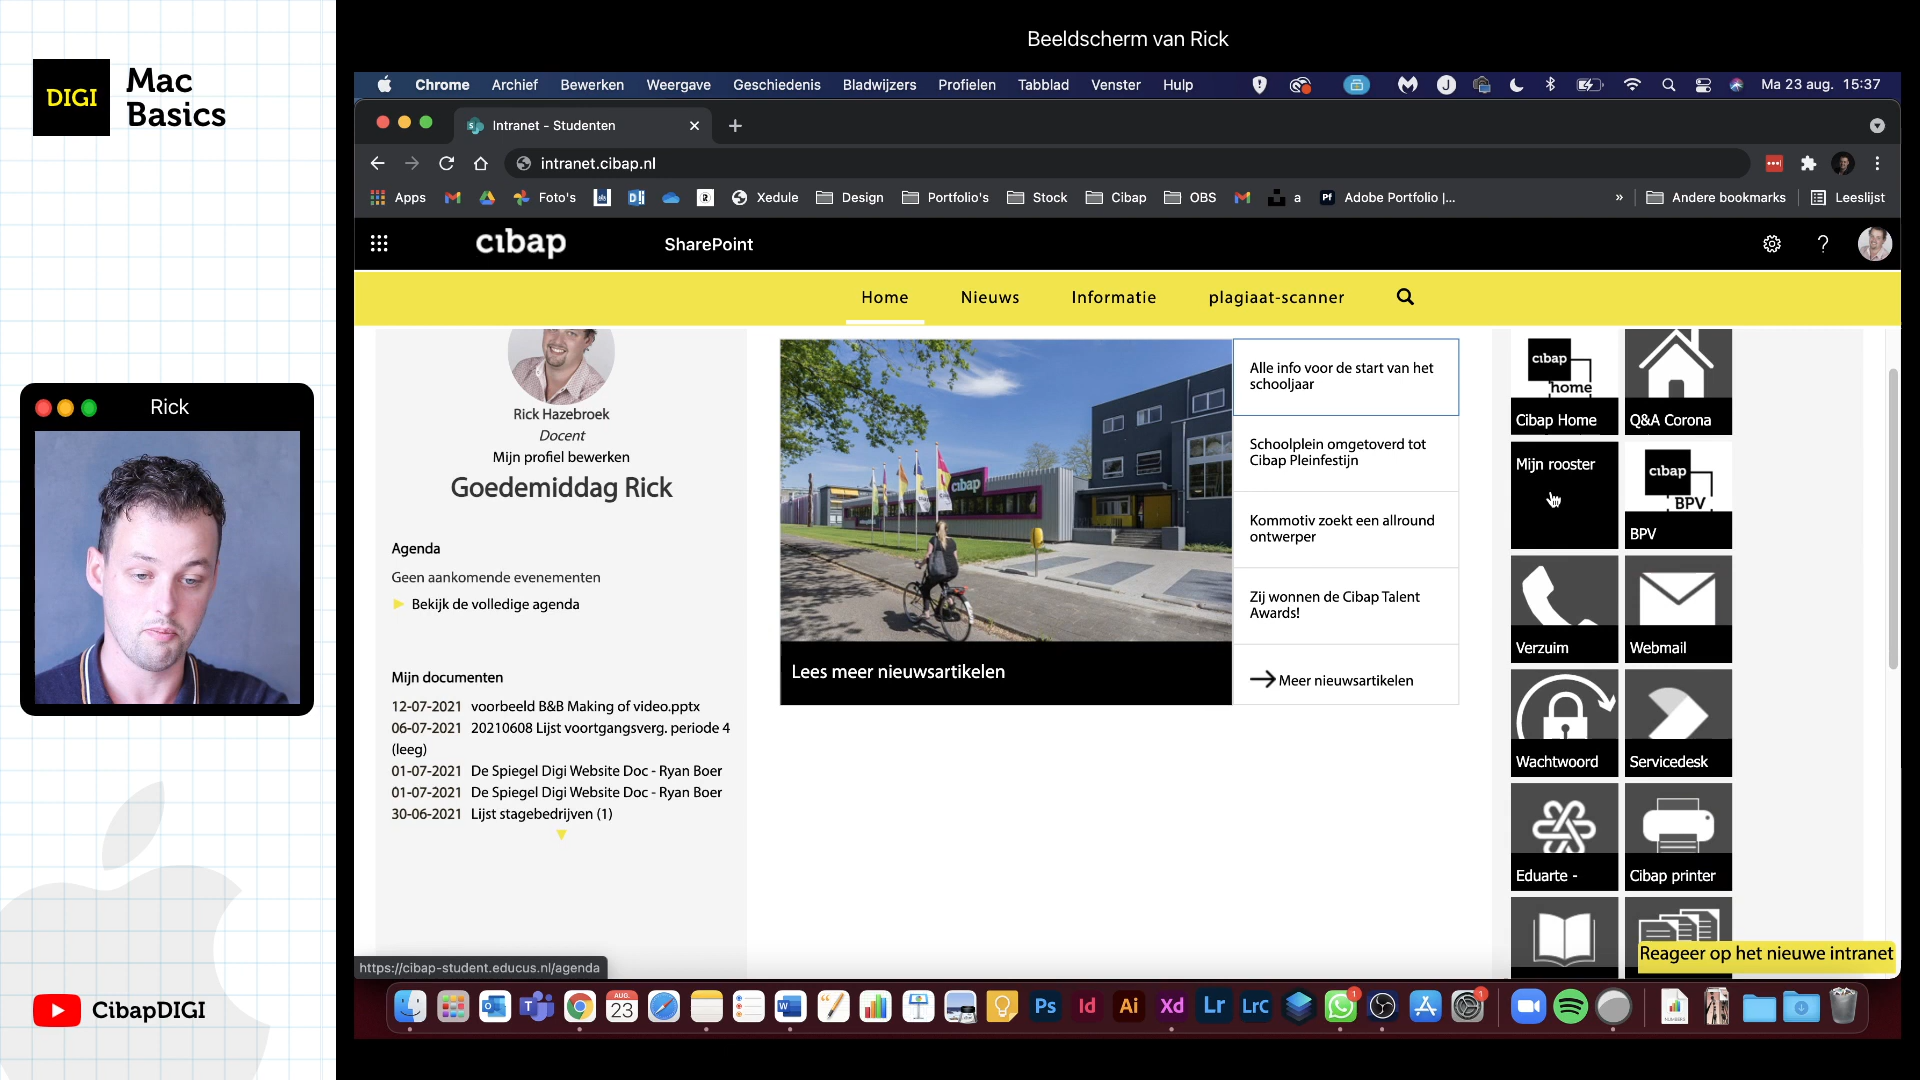 DIGI
Mac
Basics
Beeldscherm van Rick
Chrome Archief Bewerken Weergave Geschiedenis Bladwijzers Profielen Tabblad Venster Hulp
J
Ma 23 aug. 15:37
Intranet - Studenten
intranet.cibap.nl
Apps Foto's Xedule Design Portfolio's Stock Cibap OBS a Pf Adobe Portfolio |... » Andere bookmarks Leeslijst
cibap SharePoint
?
Home Nieuws Informatie plagiaat-scanner
Rick
Rick Hazebroek
Docent
Mijn profiel bewerken
Goedemiddag Rick
Agenda
Geen aankomende evenementen
Bekijk de volledige agenda
Mijn documenten
12-07-2021 voorbeeld B&B Making of video.pptx
06-07-2021 20210608 Lijst voortgangsverg. periode 4
(leeg)
01-07-2021 De Spiegel Digi Website Doc - Ryan Boer
01-07-2021 De Spiegel Digi Website Doc - Ryan Boer
30-06-2021 Lijst stagebedrijven (1)
cibap
Lees meer nieuwsartikelen
Alle info voor de start van het
schooljaar
Schoolplein omgetoverd tot
Cibap Pleinfestijn
Kommotiv zoekt een allround
ontwerper
Zij wonnen de Cibap Talent
Awards!
Meer nieuwsartikelen
cibap
home
Cibap Home
Q&A Corona
Mijn rooster
cibap
BPV
BPV
Verzuim
Webmail
Wachtwoord
Servicedesk
Eduarte -
Cibap printer
Reageer op het nieuwe intranet
https://cibap-student.educus.nl/agenda
AUG.
23
Ps Id Ai Xd Lr LrC
1
1
CibapDIGI